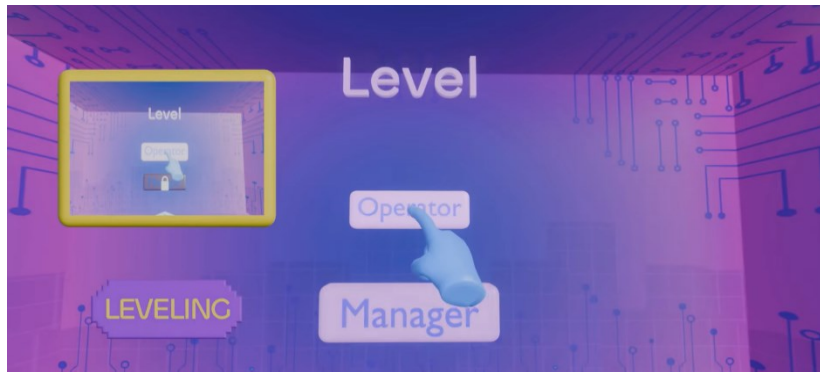 Level
Level
Operator
Operator
LEVELING
Manager